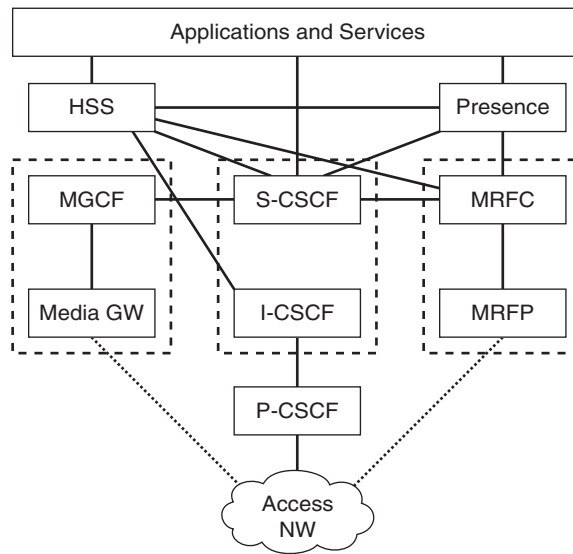 Applications and Services
HSS
Presence
MGCF
S-CSCF
MRFC
Media GW
I-CSCF
MRFP
P-CSCF
Access
NW